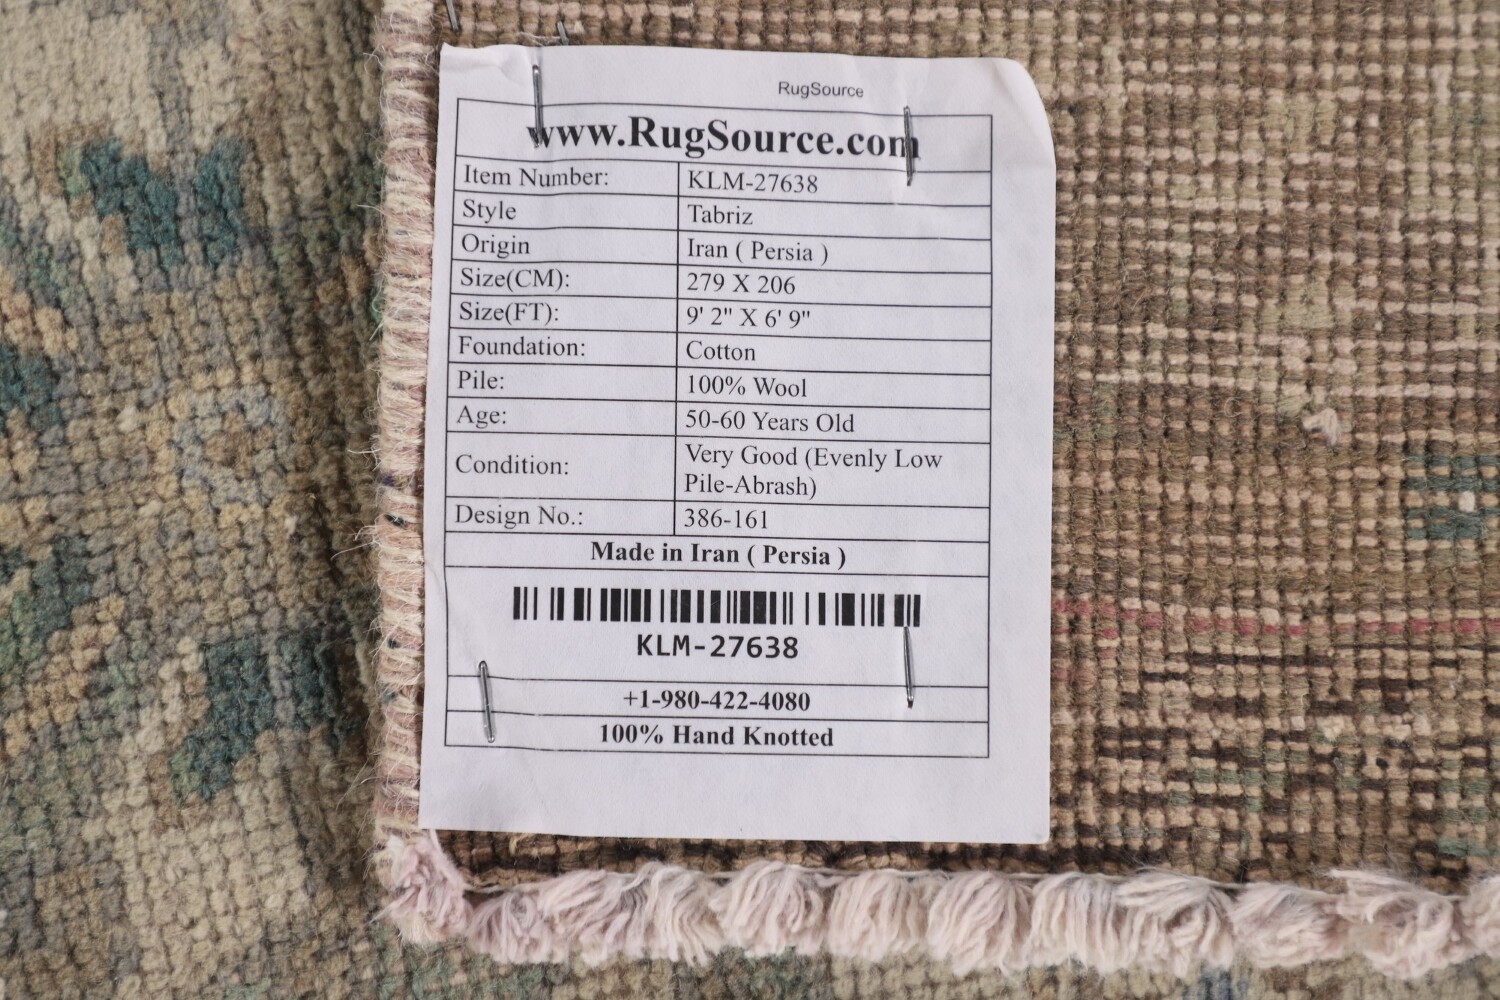 RugSource
www.RugSource.com
Item Number: KLM-27638
Style Tabriz
Origin Iran ( Persia )
Size(CM): 279 X 206
Size(FT): 9' 2" X 6' 9"
Foundation: Cotton
Pile: 100% Wool
Age: 50-60 Years Old
Condition: Very Good (Evenly Low
Pile-Abrash)
Design No.: 386-161
Made in Iran ( Persia )
KLM-27638
+1-980-422-4080
100% Hand Knotted